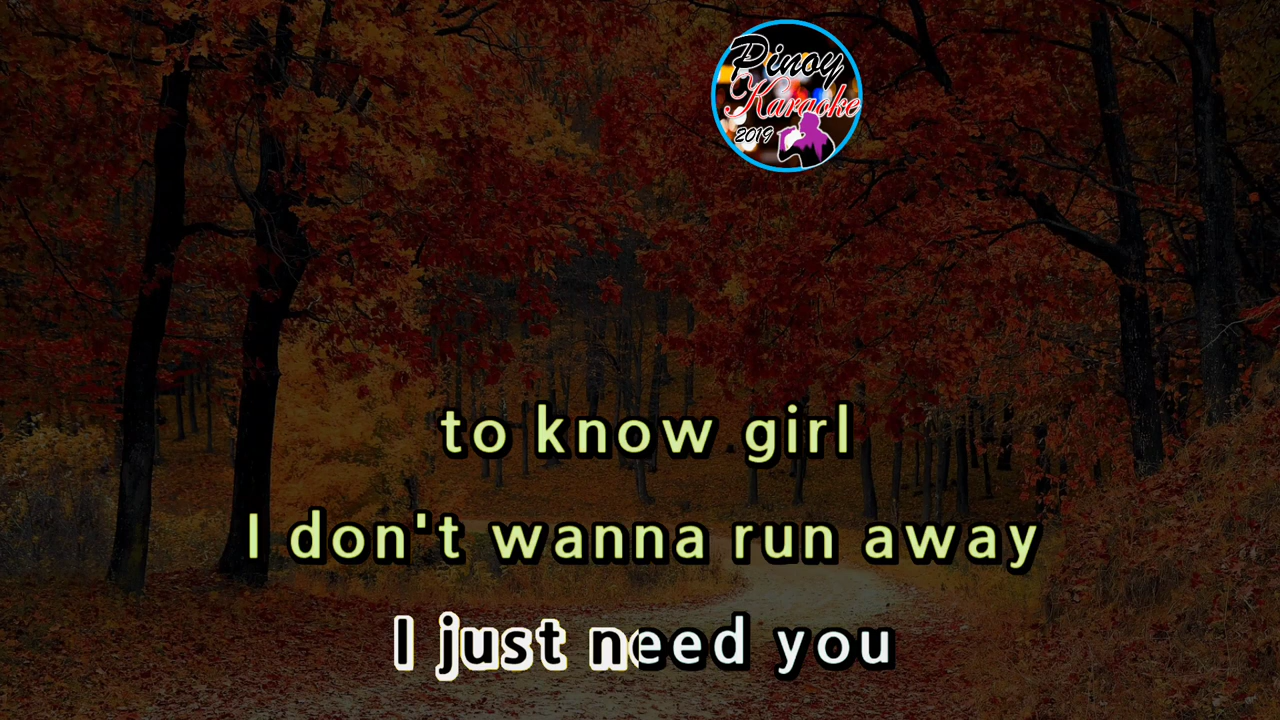 Pinoy
Karaoke
2019
to know girl
I don't wanna run away
I just need you